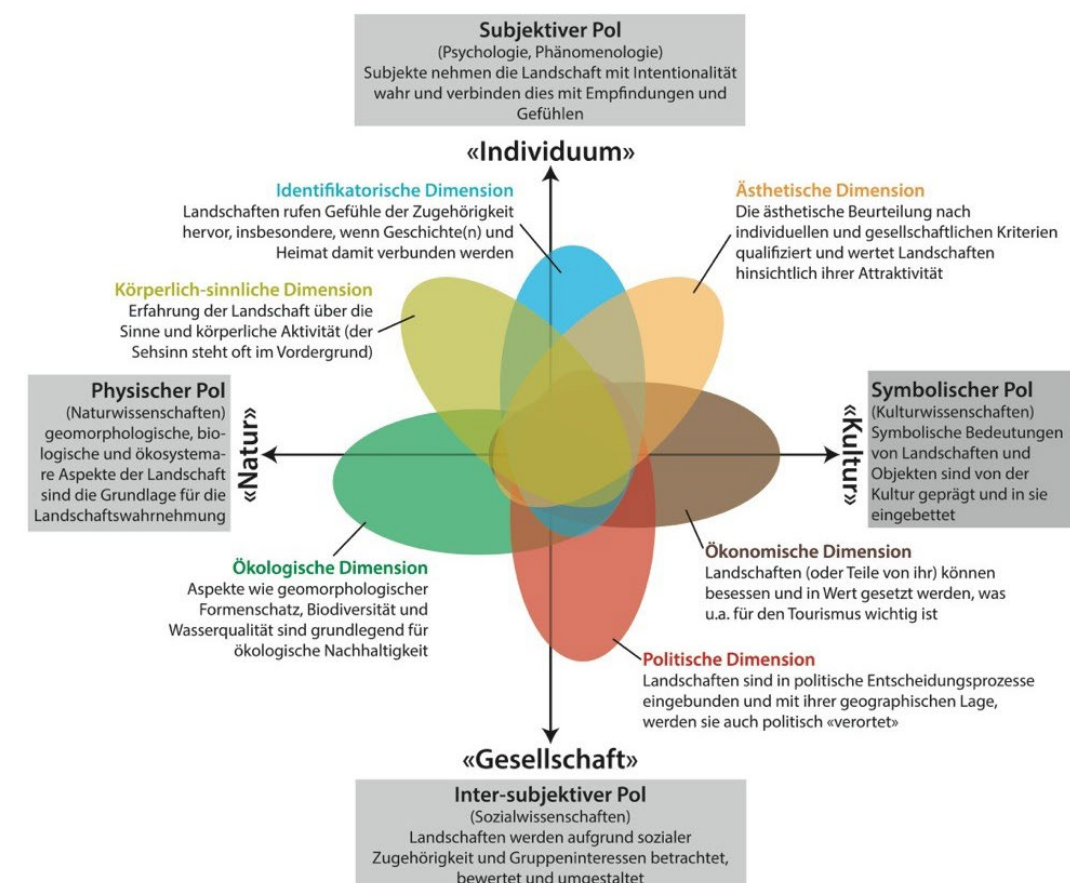 Subjektiver Pol
(Psychologie, Phänomenologie)
Subjekte nehmen die Landschaft mit Intentionalität
wahr und verbinden dies mit Empfindungen und
Gefühlen
«Individuum»
Identifikatorische Dimension
Landschaften rufen Gefühle der Zugehörigkeit
hervor, insbesondere, wenn Geschichte(n) und
Heimat damit verbunden werden
Ästhetische Dimension
Die ästhetische Beurteilung nach
individuellen und gesellschaftlichen Kriterien
qualifiziert und wertet Landschaften
hinsichtlich ihrer Attraktivität
Körperlich-sinnliche Dimension
Erfahrung der Landschaft über die
Sinne und körperliche Aktivität (der
Sehsinn steht oft im Vordergrund)
Physischer Pol
(Naturwissenschaften)
geomorphologische, bio-
logische und ökosystema-
re Aspekte der Landschaft
sind die Grundlage für die
Landschaftswahrnehmung
«Natur»
«Kultur»
Symbolischer Pol
(Kulturwissenschaften)
Symbolische Bedeutungen
von Landschaften und
Objekten sind von der
Kultur geprägt und in sie
eingebettet
Ökologische Dimension
Aspekte wie geomorphologischer
Formenschatz, Biodiversität und
Wasserqualität sind grundlegend für
ökologische Nachhaltigkeit
Ökonomische Dimension
Landschaften (oder Teile von ihr) können
besessen und in Wert gesetzt werden, was
u.a. für den Tourismus wichtig ist
Politische Dimension
Landschaften sind in politische Entscheidungsprozesse
eingebunden und mit ihrer geographischen Lage,
werden sie auch politisch «verortet»
«Gesellschaft»
Inter-subjektiver Pol
(Sozialwissenschaften)
Landschaften werden aufgrund sozialer
Zugehörigkeit und Gruppeninteressen betrachtet,
bewertet und umgestaltet